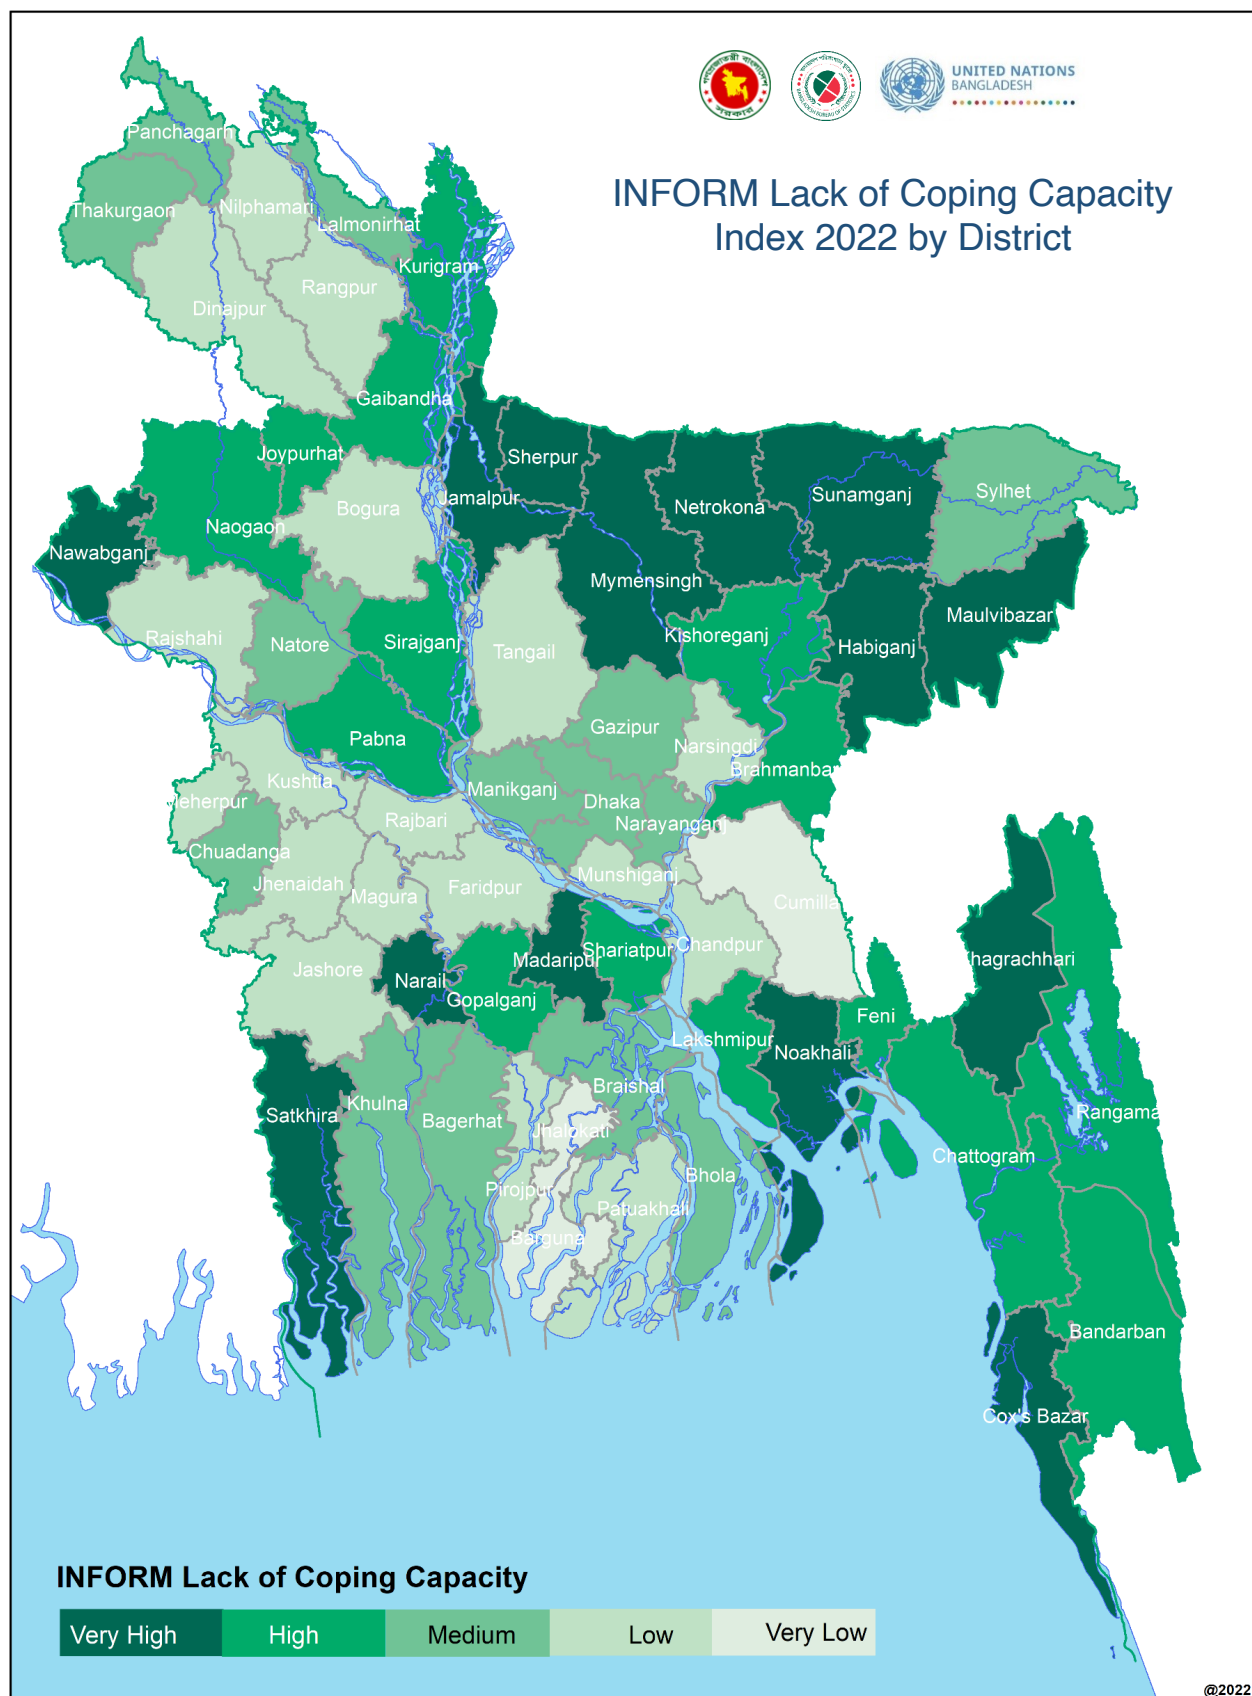 UNITED NATIONS
BANGLADESH
INFORM Lack of Coping Capacity
Index 2022 by District
Panchagarh
Thakurgaon
Nilphamari
Lalmonirhat
Kurigram
Rangpur
Dinajpur
Gaibandha
Joypurhat
Sherpur
Jamalpur
Bogura
Netrokona
Sunamganj
Sylhet
Naogaon
Nawabganj
Mymensingh
Maulvibazar
Rajshahi
Natore
Sirajganj
Tangail
Kishoreganj
Habiganj
Gazipur
Pabna
Narsingdi
Brahmanbar
Kushtia
Meherpur
Manikganj
Dhaka
Narayanganj
Rajbari
Chuadanga
Jhenaidah
Magura
Faridpur
Munshiganj
Cumilla
Jashore
Narail
Madaripur
Shariatpur
Chandpur
Khagrachhari
Gopalganj
Feni
Lakshmipur
Noakhali
Satkhira
Khulna
Bagerhat
Braishal
Jhalokati
Rangama
Chattogram
Bhola
Pirojpur
Patuakhali
Barguna
Bandarban
Cox's Bazar
INFORM Lack of Coping Capacity
Very High
High
Medium
Low
Very Low
@2022